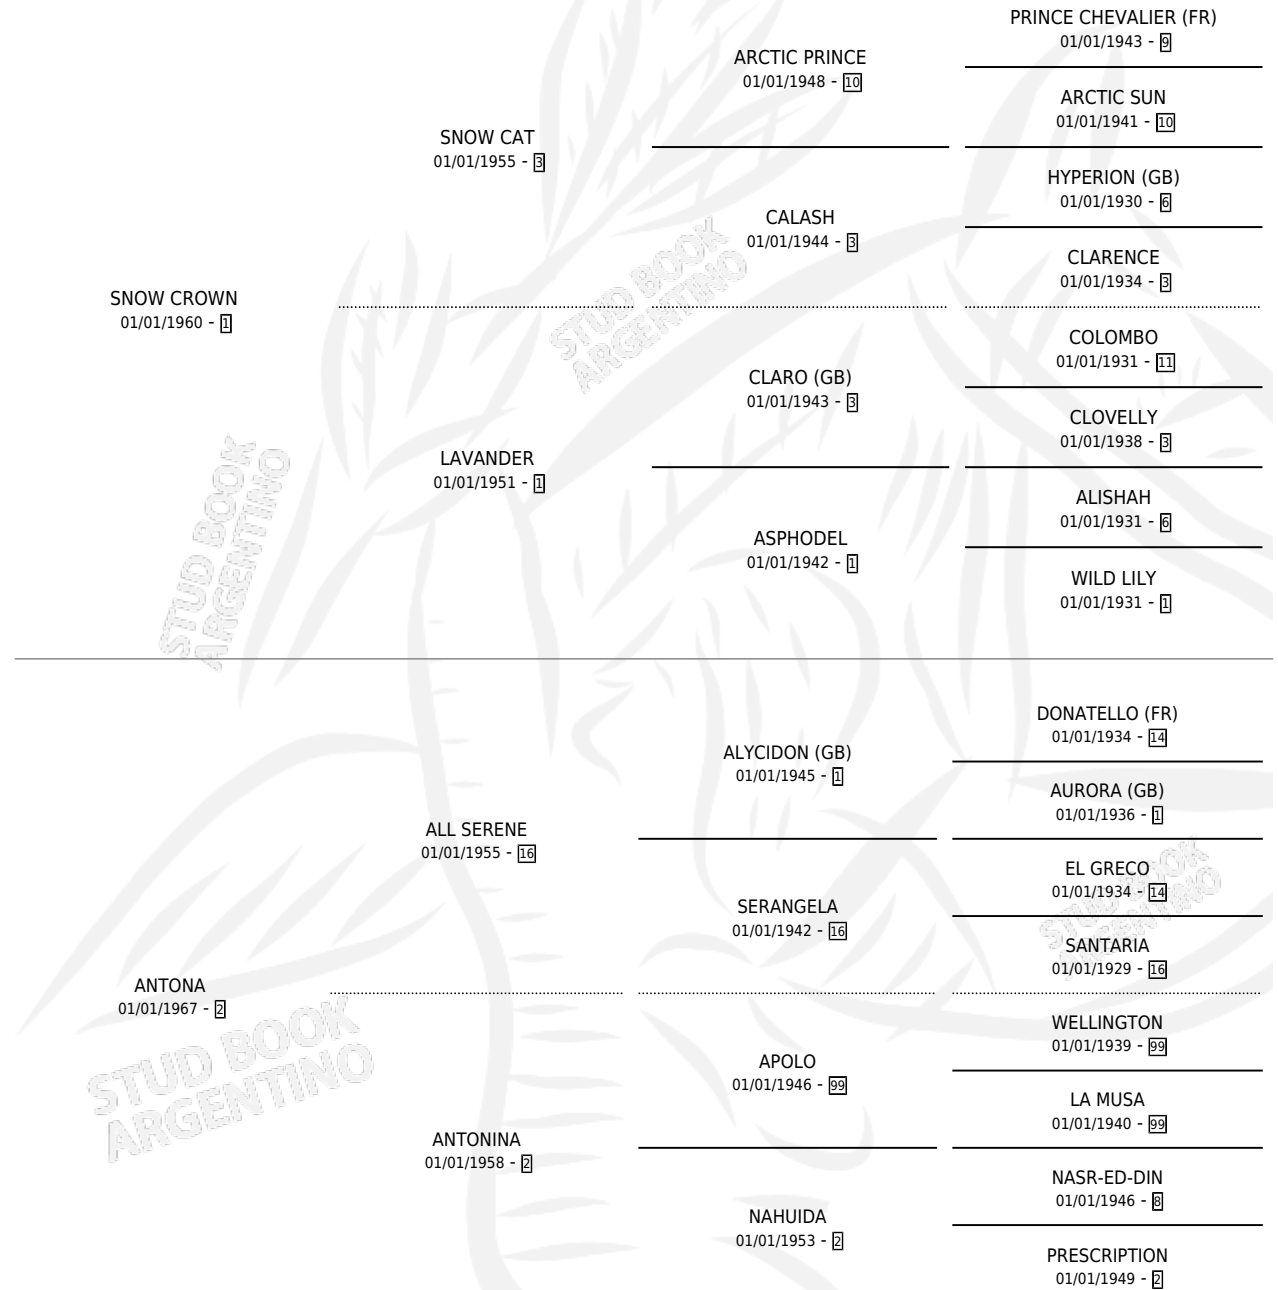 PRINCE CHEVALIER (FR)
01/01/1943 - 9
ARCTIC PRINCE
01/01/1948 - 10
ARCTIC SUN
01/01/1941 - 10
SNOW CAT
01/01/1955 - 3
HYPERION (GB)
01/01/1930 - 6
CALASH
01/01/1944 - 3
CLARENCE
01/01/1934 - 3
SNOW CROWN
01/01/1960 - 1
COLOMBO
01/01/1931 - 11
CLARO (GB)
01/01/1943 - 3
CLOVELLY
01/01/1938 - 3
LAVANDER
01/01/1951 - 1
ALISHAH
01/01/1931 - 6
ASPHODEL
01/01/1942 - 1
WILD LILY
01/01/1931 - 1
STUD BOOK
ARGENTINO
STUD BOOK
ARGENTINO
DONATELLO (FR)
01/01/1934 - 14
ALYCIDON (GB)
01/01/1945 - 1
AURORA (GB)
01/01/1936 - 1
ALL SERENE
01/01/1955 - 16
EL GRECO
01/01/1934 - 14
SERANGELA
01/01/1942 - 16
SANTARIA
01/01/1929 - 16
STUD BOOK
ARGENTINO
ANTONA
01/01/1967 - 2
WELLINGTON
01/01/1939 - 99
APOLO
01/01/1946 - 99
LA MUSA
01/01/1940 - 99
ANTONINA
01/01/1958 - 2
NASR-ED-DIN
01/01/1946 - 8
NAHUIDA
01/01/1953 - 2
PRESCRIPTION
01/01/1949 - 2
STUD BOOK
ARGENTINO